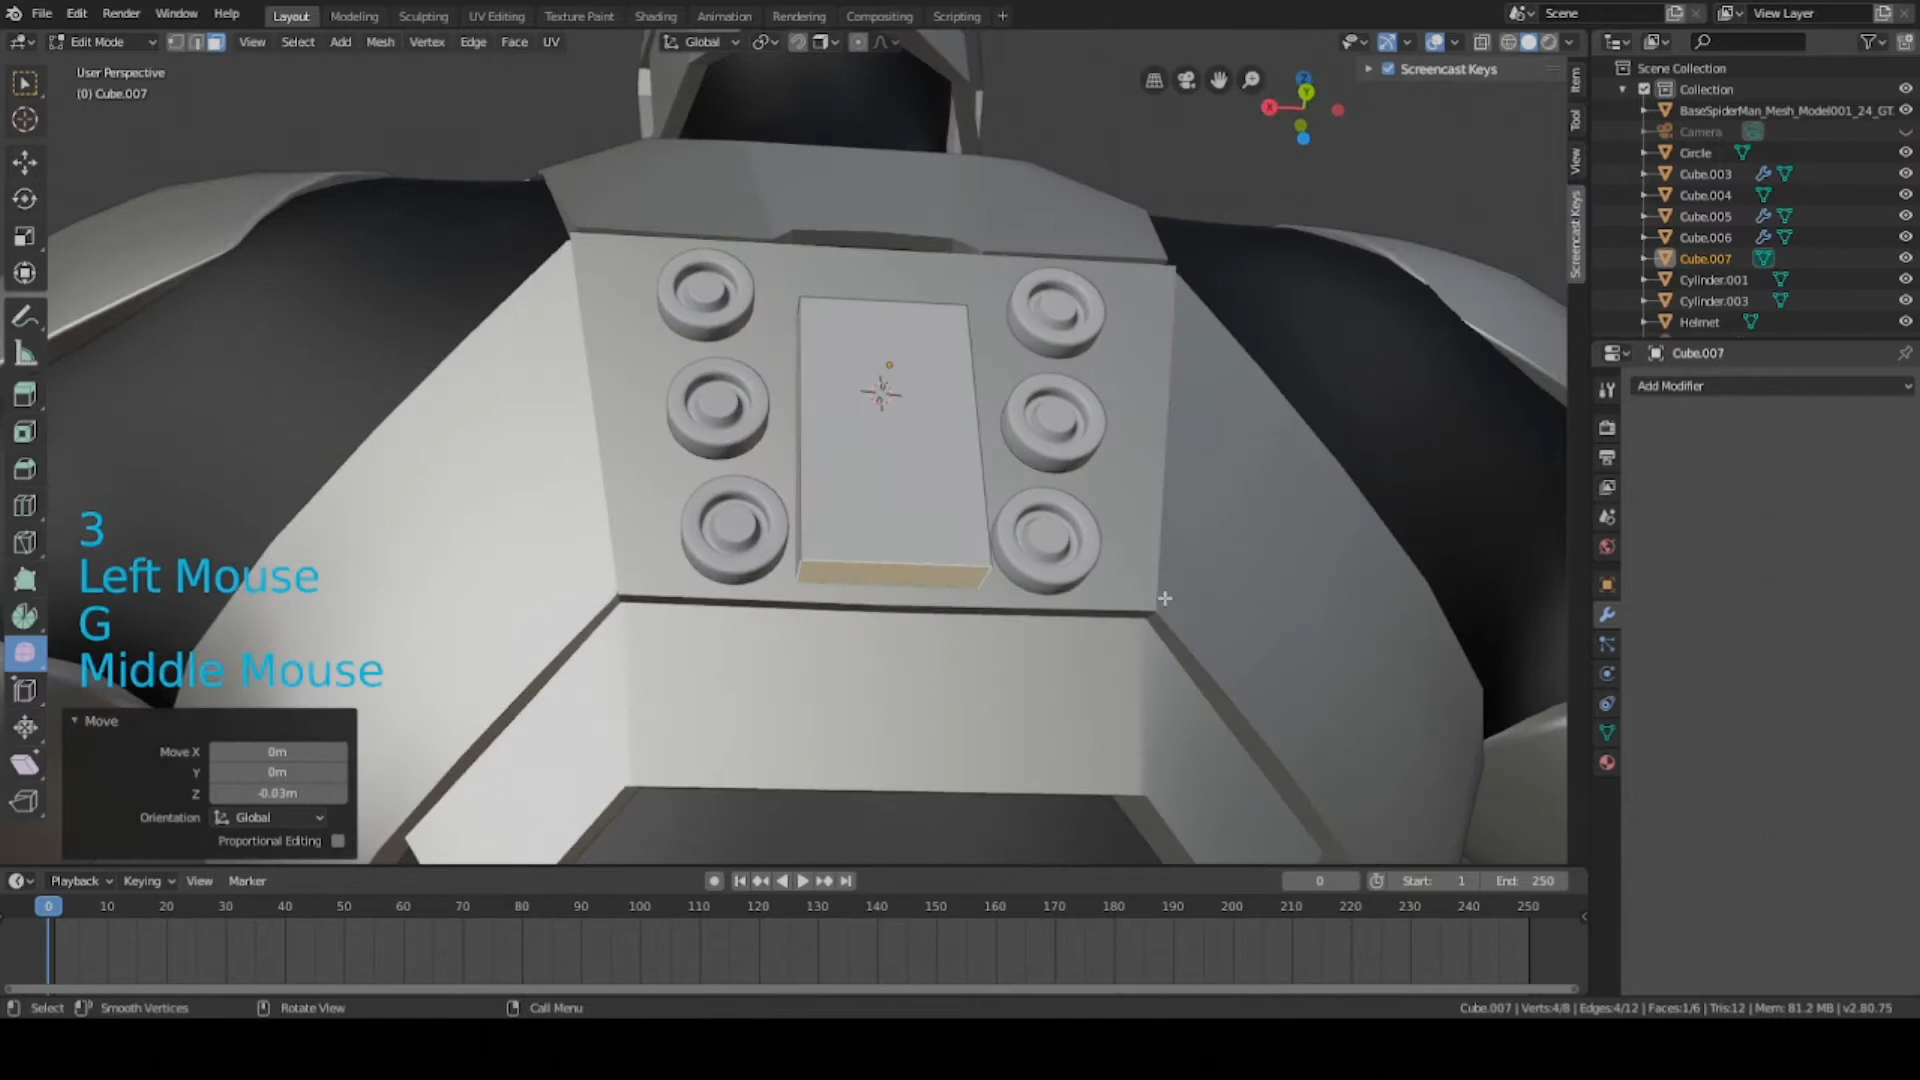 File Edit Render Window Help
Layout Modeling Sculpting UV Editing Texture Paint Shading Animation Rendering Compositing Scripting
Scene
View Layer
Edit Mode View Select Add Mesh Vertex Edge Face UV
Global
User Perspective
(0) Cube.007
Screencast Keys
Item
Tool
View
Screencast Keys
Scene Collection
Collection
BaseSpiderMan_Mesh_Model001_24_GT
Camera
Circle
Cube.003
Cube.004
Cube.005
Cube.006
Cube.007
Cylinder.001
Cylinder.003
Helmet
Cube.007
Add Modifier
X
Y
Z
3
Left Mouse
G
Middle Mouse
Move
Move X 0m
Y 0m
Z -0.03m
Orientation Global
Proportional Editing
Playback Keying View Marker
0
Start: 1
End: 250
0 10 20 30 40 50 60 70 80 90 100 110 120 130 140 150 160 170 180 190 200 210 220 230 240 250
Select Smooth Vertices Rotate View Call Menu
Cube.007 | Verts:4/8 | Edges:4/12 | Faces:1/6 | Tris:12 | Mem: 81.2 MB | v2.80.75